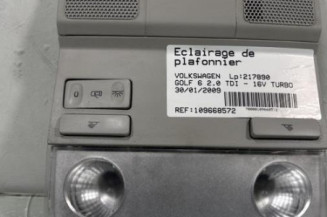 Eclairage de
plafonnier
VOLKSWAGEN Lp:217890
GOLF 6 2.0 TDI - 16V TURBO
30/01/2009
REF:109668572